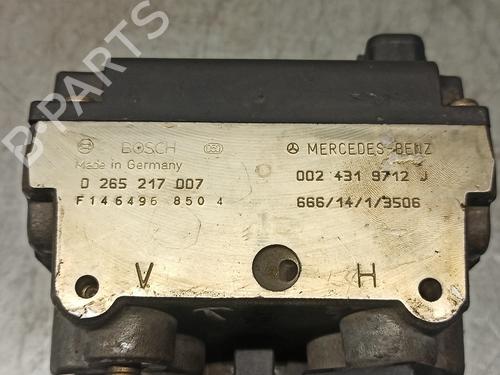 B-PARTS
BOSCH
Made in Germany
0 265 217 007
F146496 850 4
MERCEDES-BENZ
002 431 9712 J
666/14/1/3506
V
H